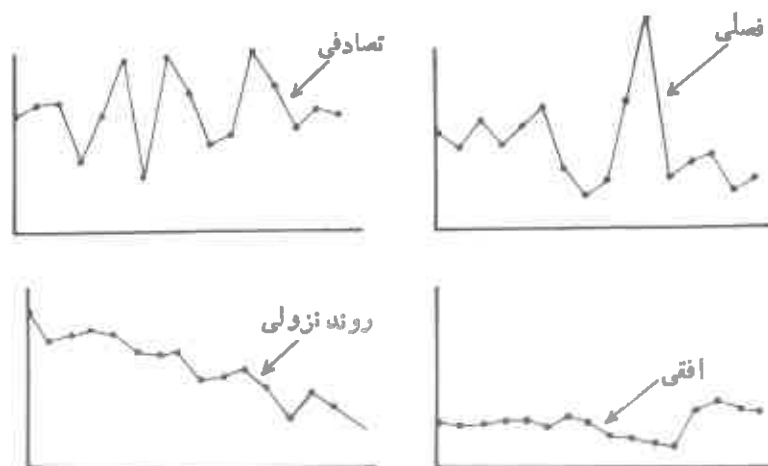 فصلی
تصادفی
روند نزولی
افقی